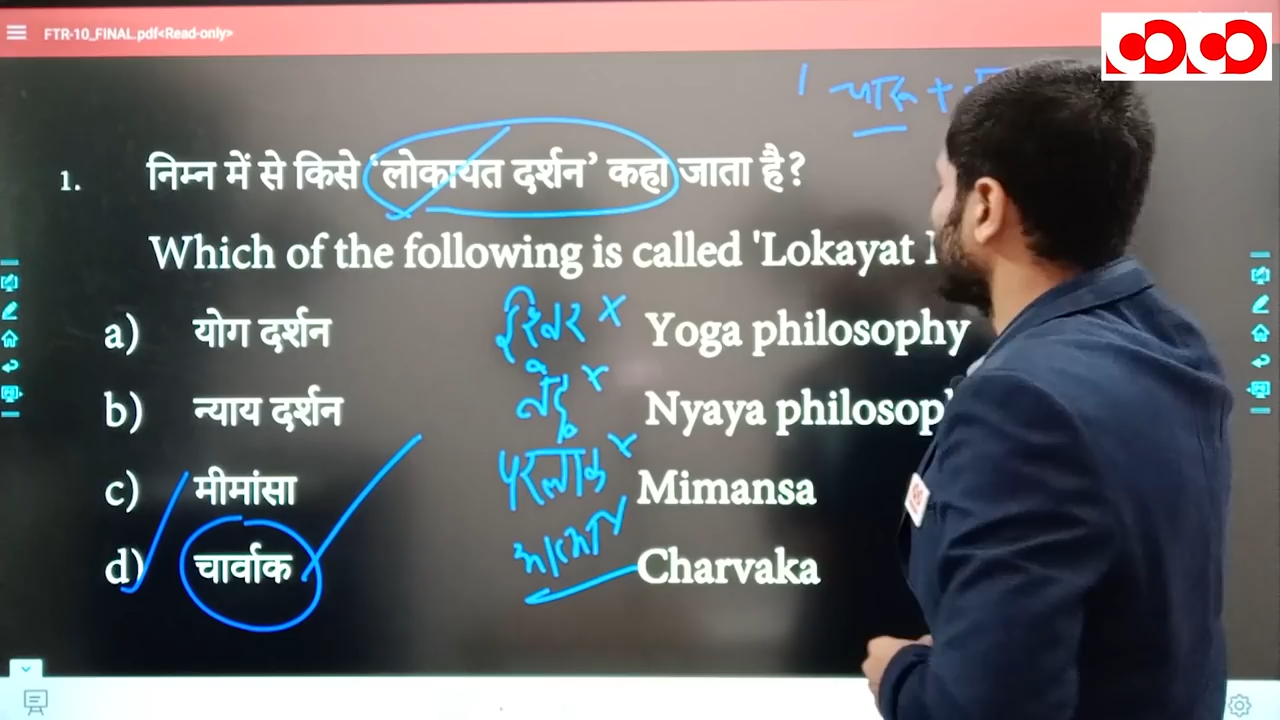 FTR-10_FINAL.pdf<Read-only>
1 चारु +
1. निम्न में से किसे 'लोकायत दर्शन' कहा जाता है?
Which of the following is called 'Lokayat
a) योग दर्शन ईश्वर × Yoga philosophy
b) न्याय दर्शन वेद × Nyaya philosop
c) मीमांसा परलोक × Mimansa
d) चार्वाक आत्मा Charvaka